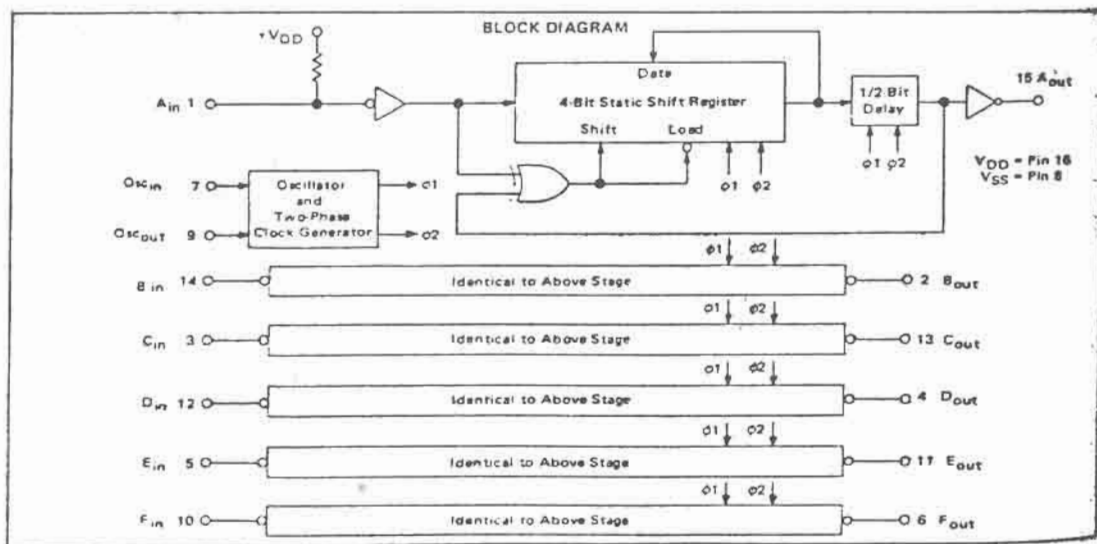 BLOCK DIAGRAM
+VDD
Data
4-Bit Static Shift Register
Shift Load
φ1 φ2
Ain 1
1/2 Bit
Delay
φ1 φ2
15 Aout
VDD = Pin 16
VSS = Pin 8
Oscin 7
Oscout 9
Oscillator
and
Two-Phase
Clock Generator
φ1
φ2
φ1 φ2
Bin 14 Identical to Above Stage 2 Bout
φ1 φ2
Cin 3 Identical to Above Stage 13 Cout
φ1 φ2
Din 12 Identical to Above Stage 4 Dout
φ1 φ2
Ein 5 Identical to Above Stage 11 Eout
φ1 φ2
Fin 10 Identical to Above Stage 6 Fout